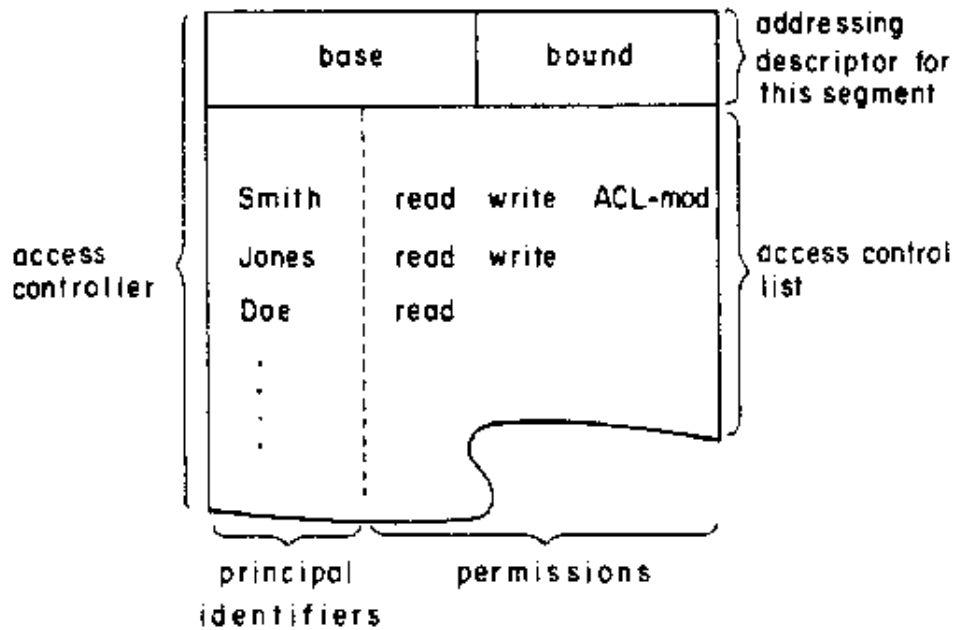 base bound
addressing
descriptor for
this segment
Smith read write ACL-mod
Jones read write
Doe read
access
controller
access control
list
principal
identifiers
permissions